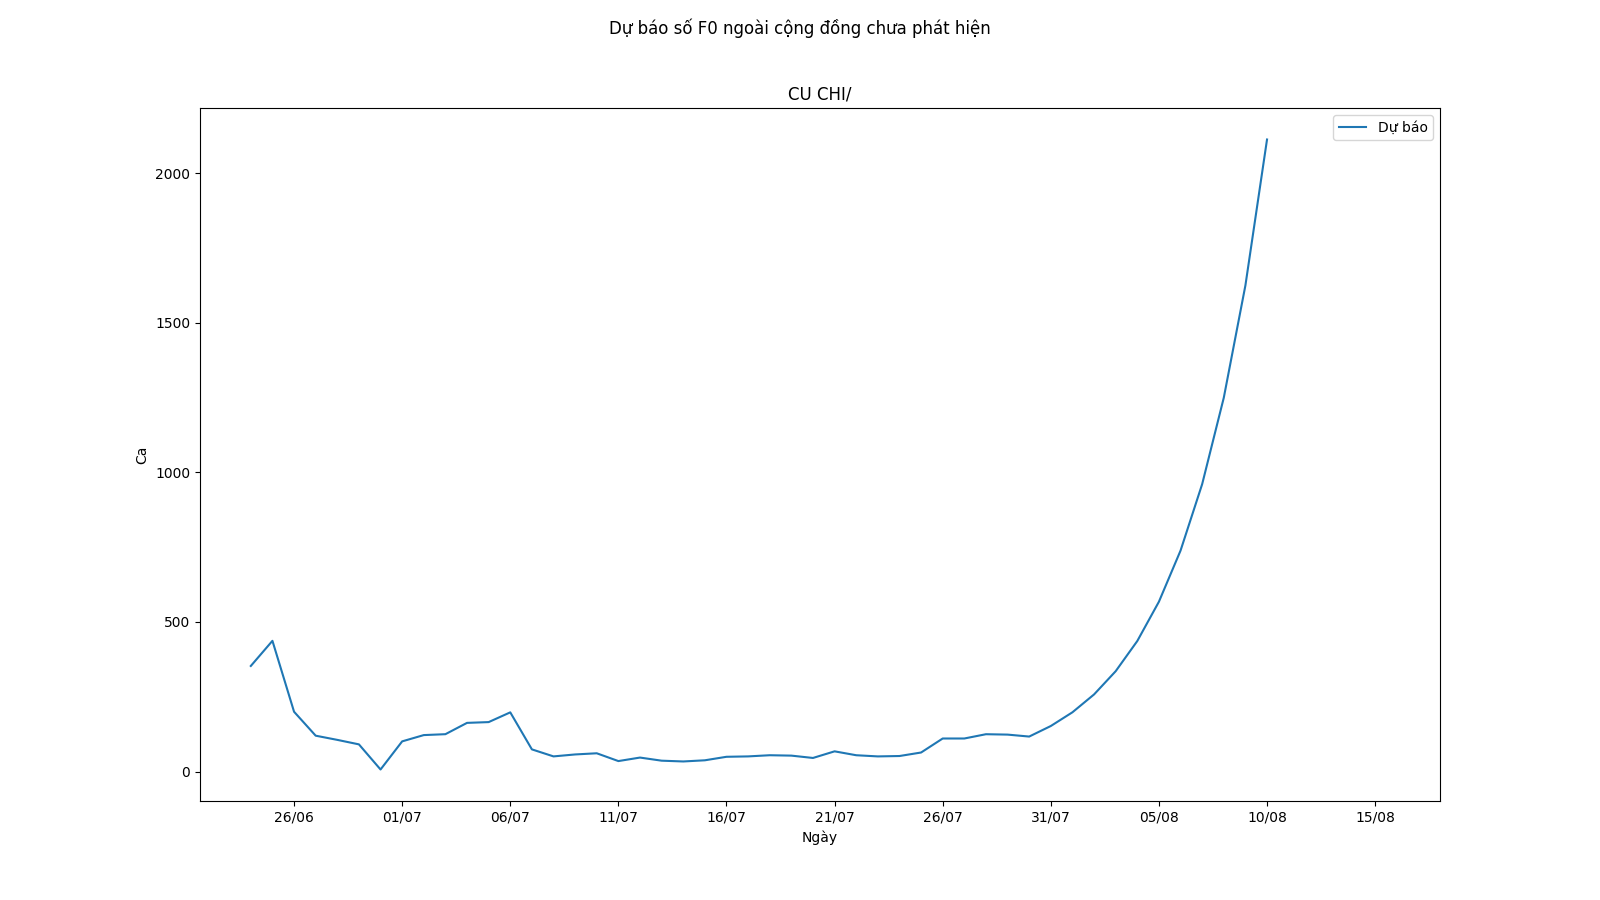 Dự báo số F0 ngoài cộng đồng chưa phát hiện
CU CHI/
Dự báo
2000
1500
1000
500
0
Ca
26/06 01/07 06/07 11/07 16/07 21/07 26/07 31/07 05/08 10/08 15/08
Ngày